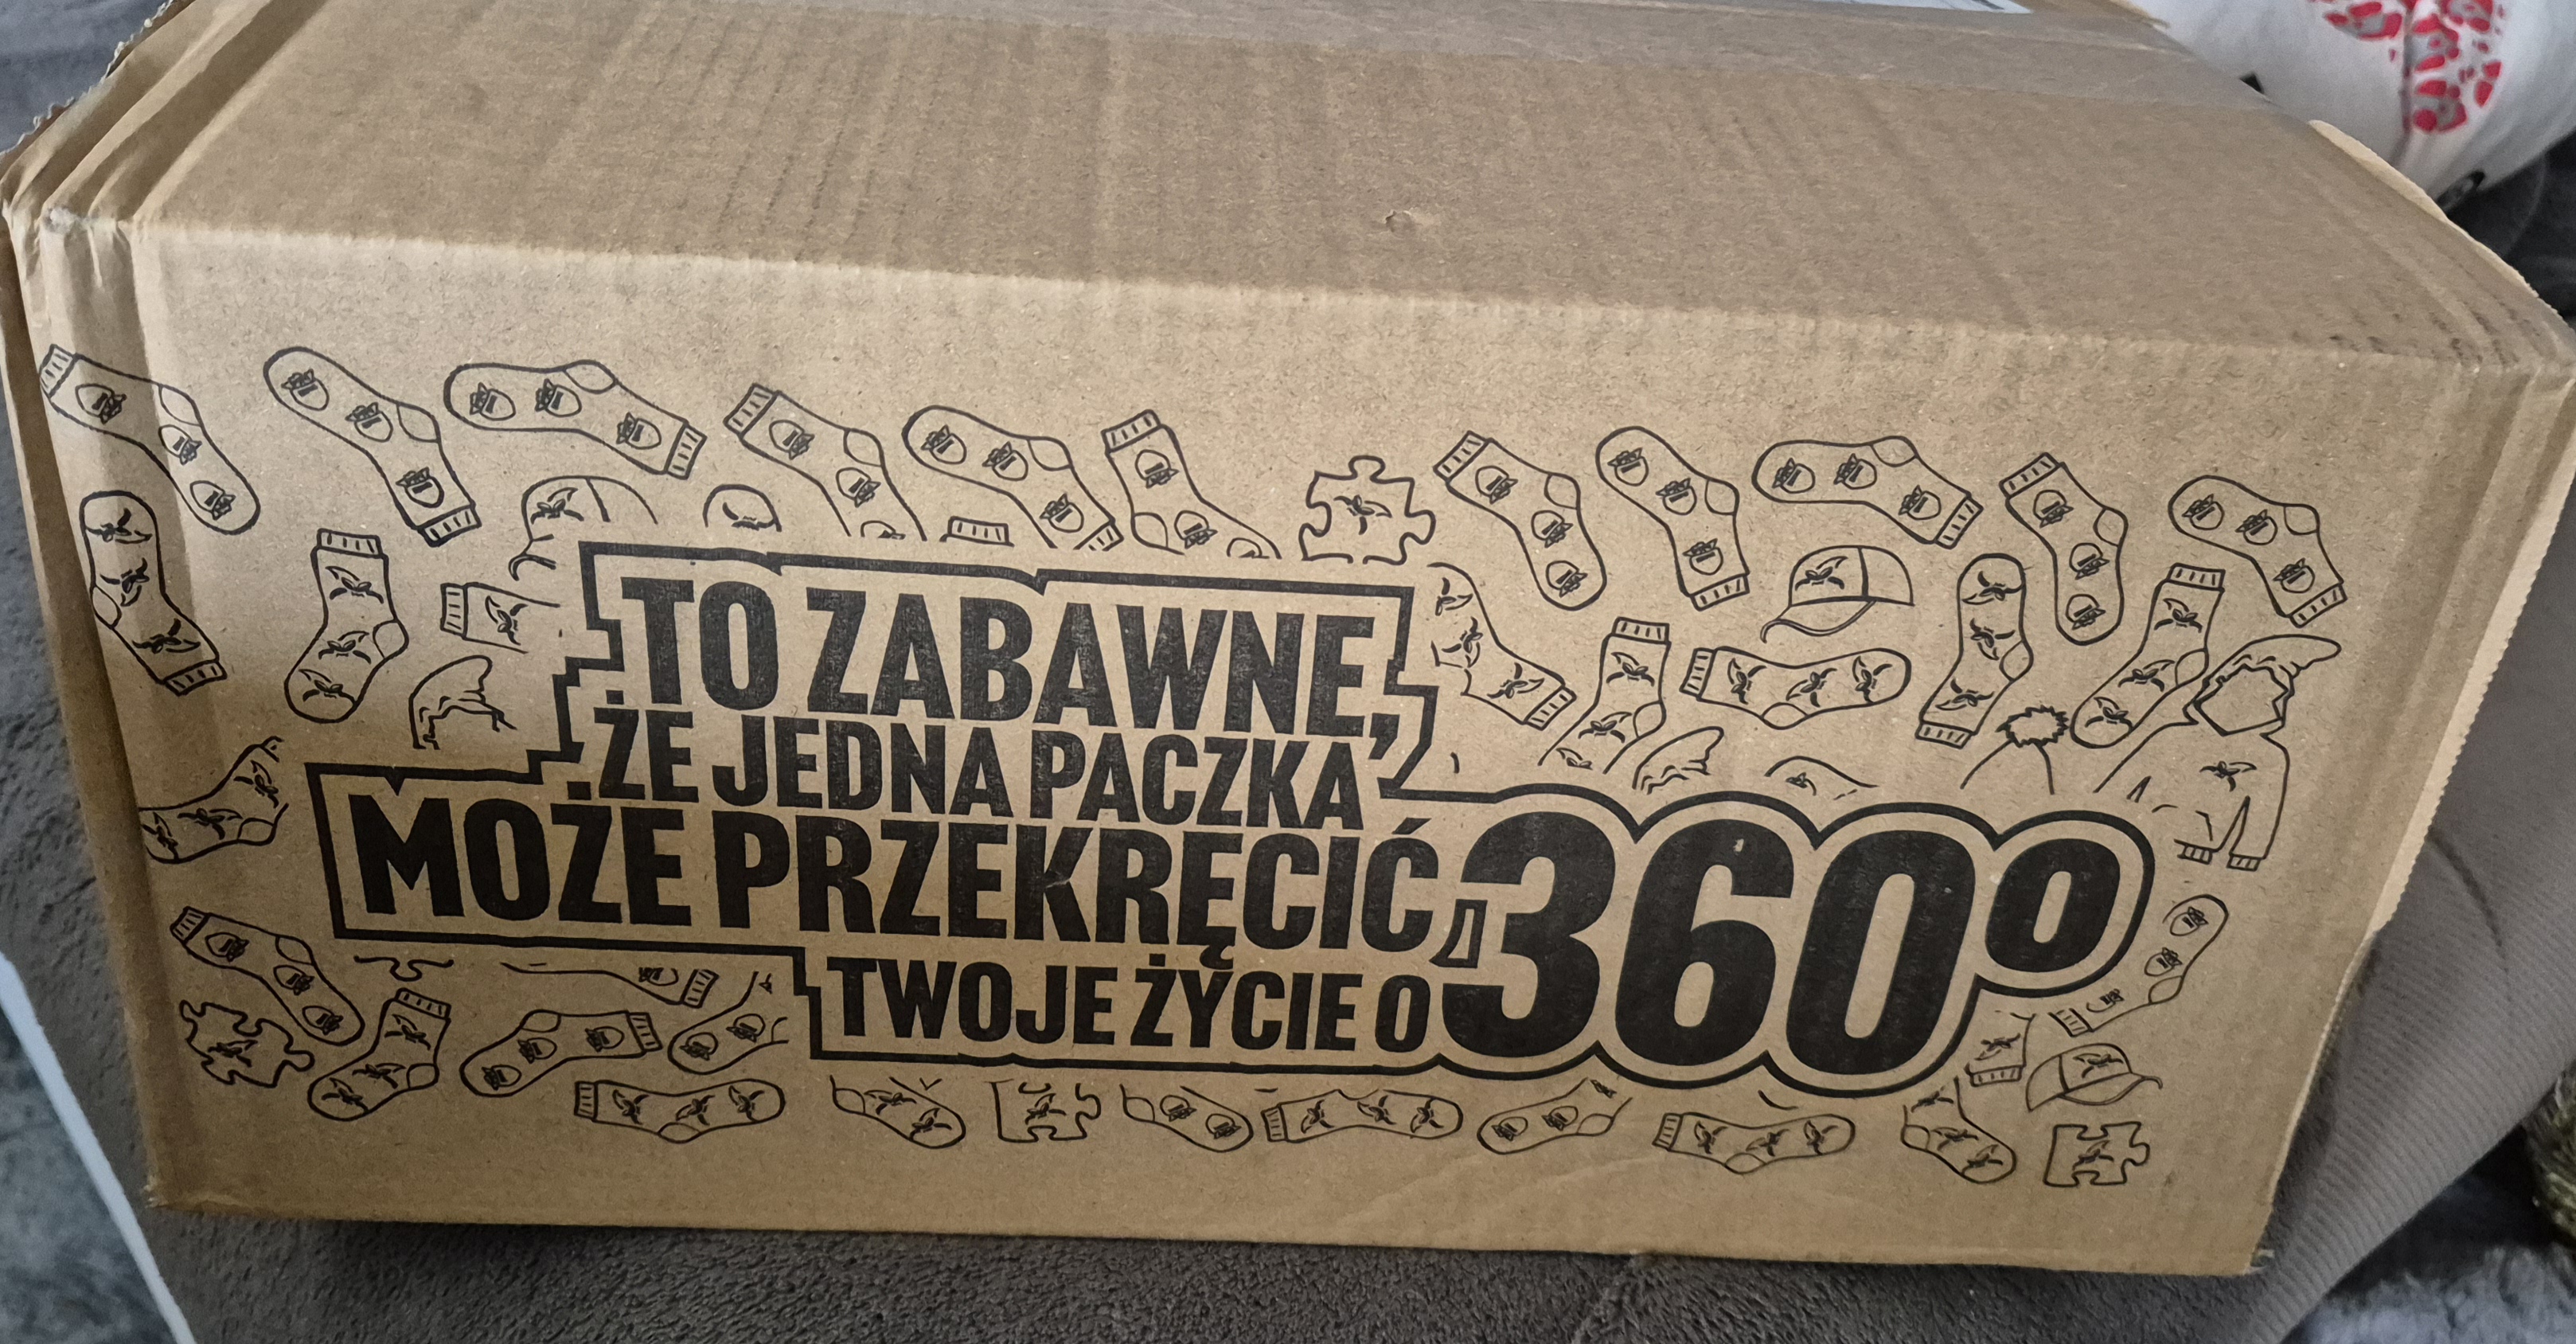 TO ZABAWNE,
ŻE JEDNA PACZKA
MOŻE PRZEKRĘCIĆ
TWOJE ŻYCIE O 360°